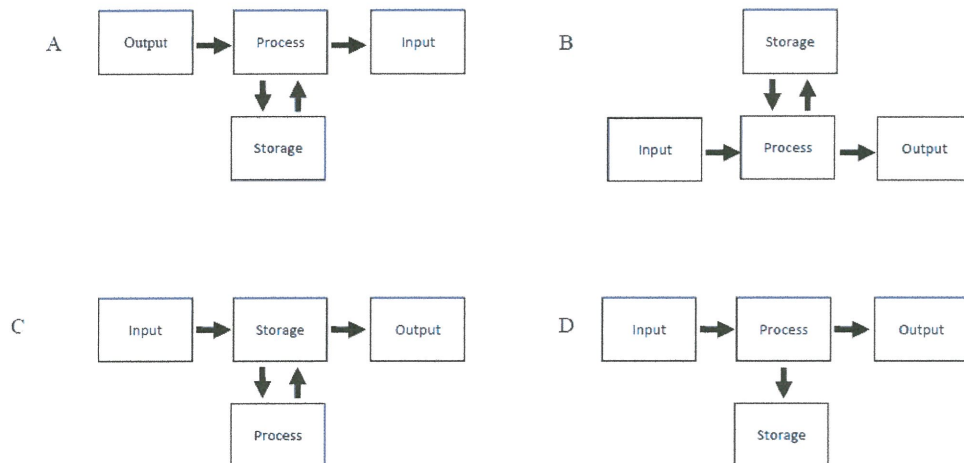 A
Output
Process
Input
Storage
B
Storage
Input
Process
Output
C
Input
Storage
Output
Process
D
Input
Process
Output
Storage